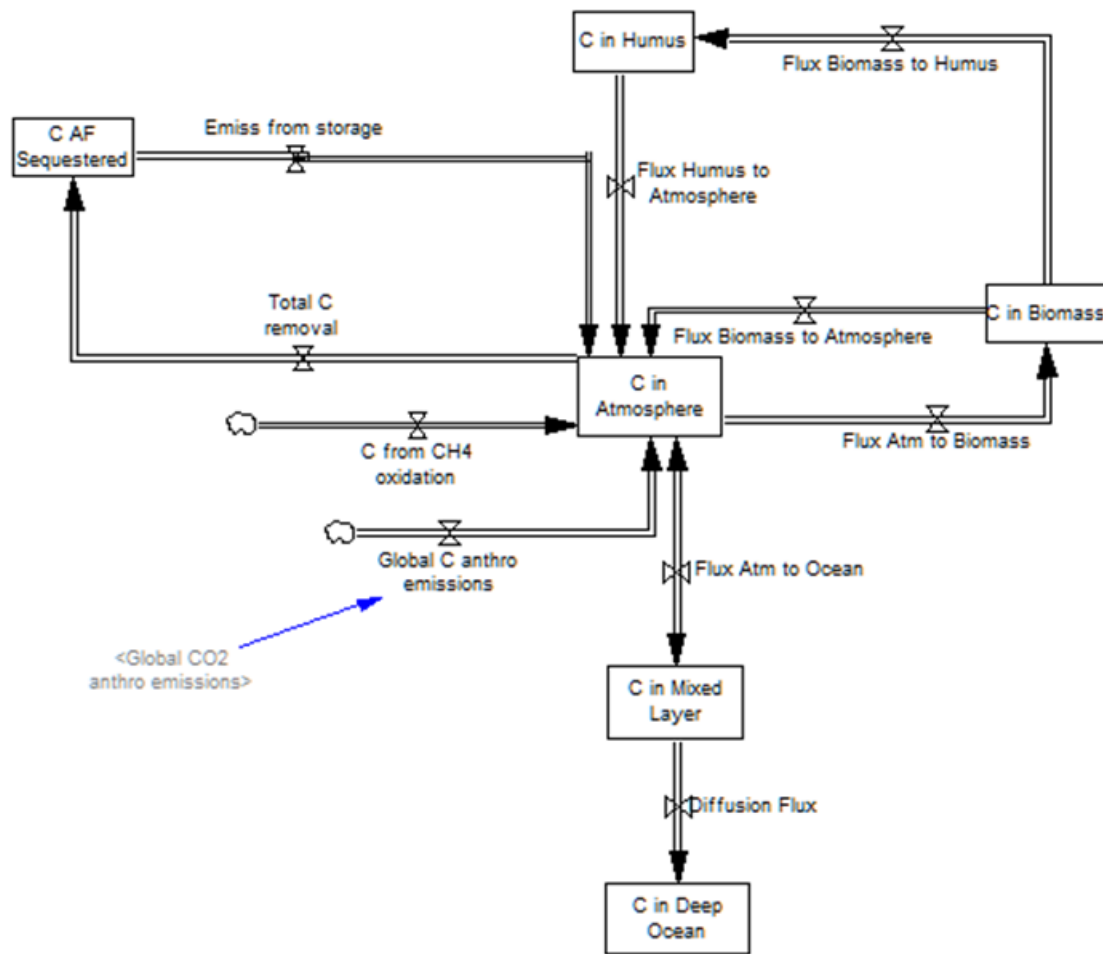 C in Humus
Flux Biomass to Humus
C AF
Sequestered
Emiss from storage
Flux Humus to
Atmosphere
Total C
removal
C in Biomass
Flux Biomass to Atmosphere
C in
Atmosphere
Flux Atm to Biomass
C from CH4
oxidation
Global C anthro
emissions
Flux Atm to Ocean
<Global CO2
anthro emissions>
C in Mixed
Layer
Diffusion Flux
C in Deep
Ocean